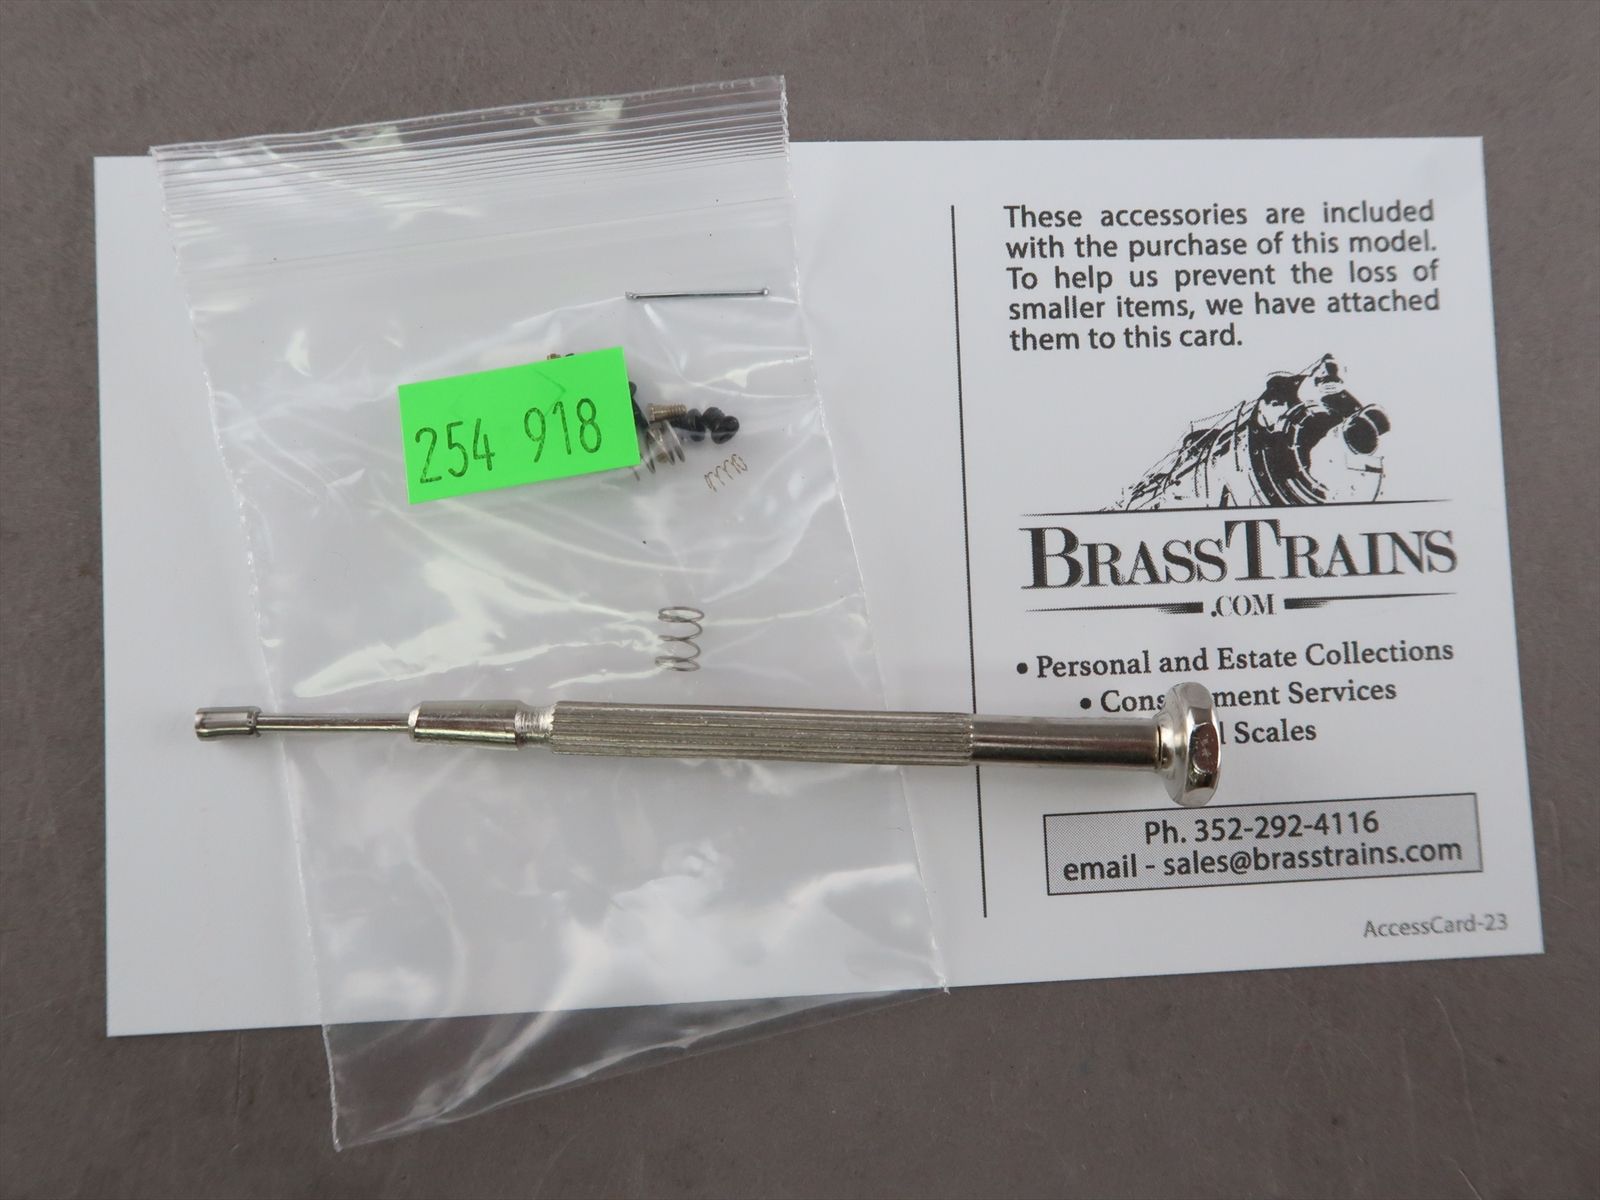 254 918
These accessories are included
with the purchase of this model.
To help us prevent the loss of
smaller items, we have attached
them to this card.
BRASSTRAINS
.COM
• Personal and Estate Collections
• Services
Scales
Ph. 352-292-4116
email - sales@brasstrains.com
AccessCard-23